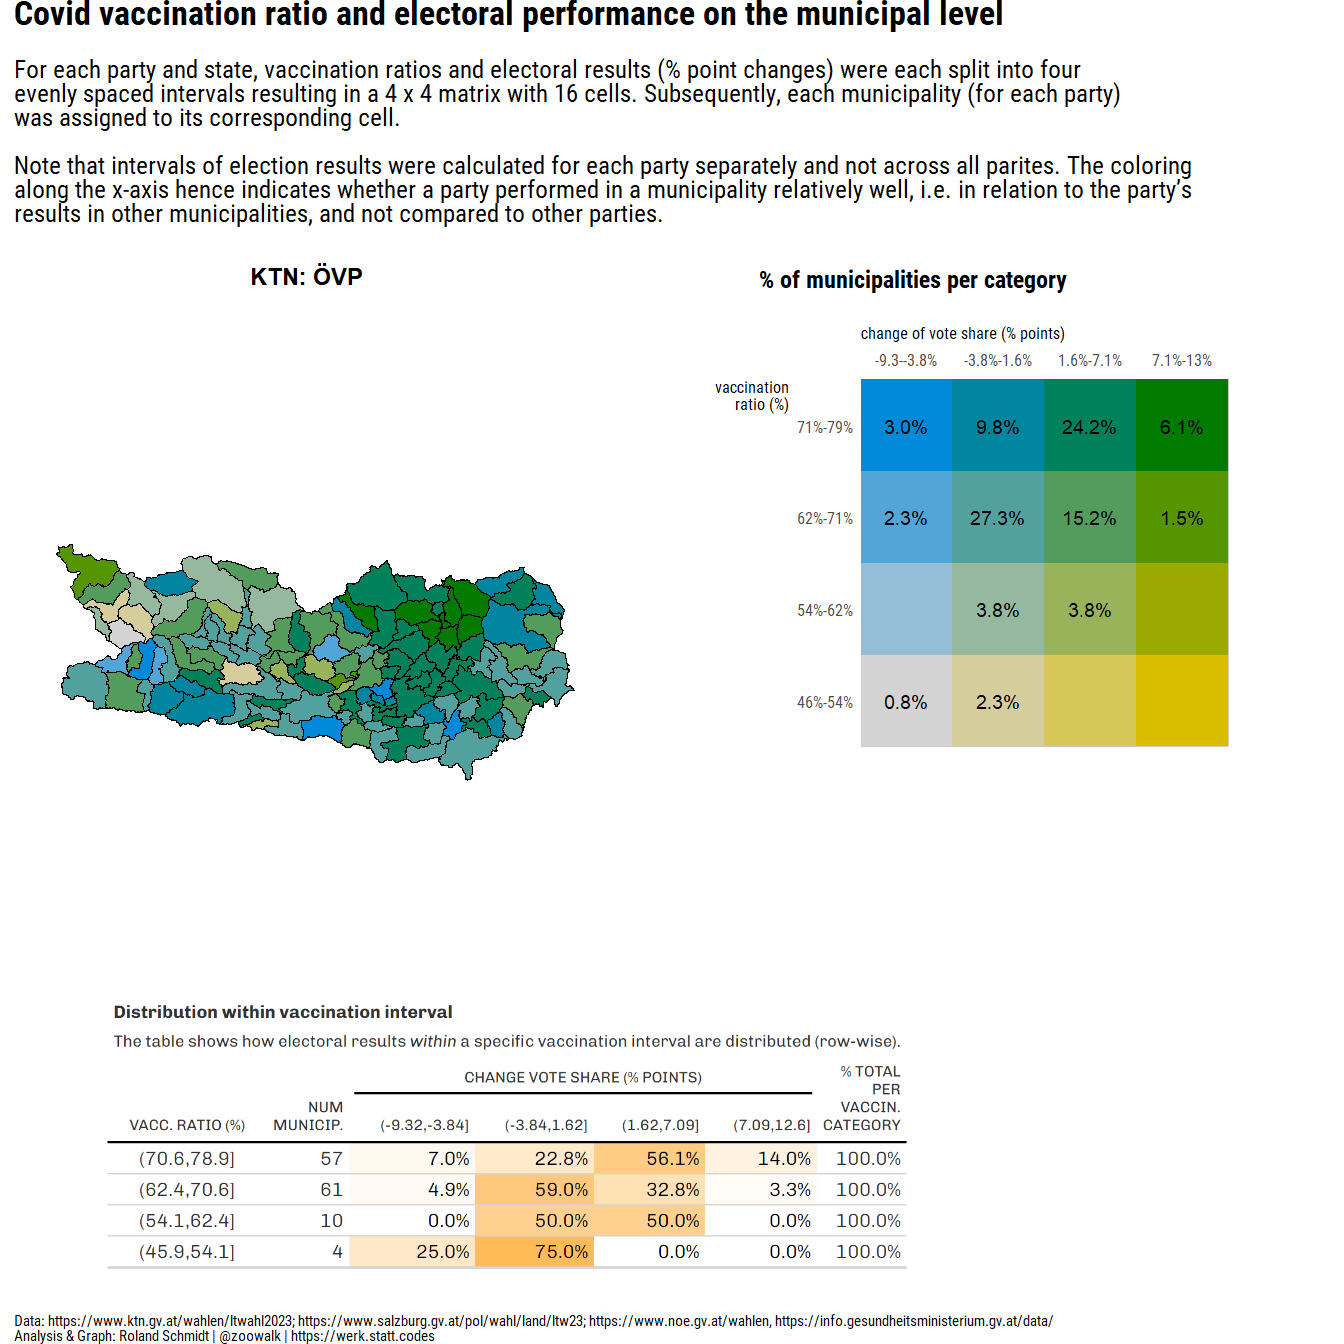 Covid vaccination ratio and electoral performance on the municipal level
For each party and state, vaccination ratios and electoral results (% point changes) were each split into four
evenly spaced intervals resulting in a 4 x 4 matrix with 16 cells. Subsequently, each municipality (for each party)
was assigned to its corresponding cell.
Note that intervals of election results were calculated for each party separately and not across all parites. The coloring
along the x-axis hence indicates whether a party performed in a municipality relatively well, i.e. in relation to the party's
results in other municipalities, and not compared to other parties.
KTN: ÖVP
% of municipalities per category
change of vote share (% points)
-9.3--3.8% -3.8%-1.6% 1.6%-7.1% 7.1%-13%
vaccination
ratio (%)
71%-79% 3.0% 9.8% 24.2% 6.1%
62%-71% 2.3% 27.3% 15.2% 1.5%
54%-62% 3.8% 3.8%
46%-54% 0.8% 2.3%
Distribution within vaccination interval
The table shows how electoral results within a specific vaccination interval are distributed (row-wise).
CHANGE VOTE SHARE (% POINTS)
% TOTAL
PER
VACCIN.
CATEGORY
NUM
MUNICIP.
VACC. RATIO (%) (-9.32,-3.84] (-3.84,1.62] (1.62,7.09] (7.09,12.6]
(70.6,78.9] 57 7.0% 22.8% 56.1% 14.0% 100.0%
(62.4,70.6] 61 4.9% 59.0% 32.8% 3.3% 100.0%
(54.1,62.4] 10 0.0% 50.0% 50.0% 0.0% 100.0%
(45.9,54.1] 4 25.0% 75.0% 0.0% 0.0% 100.0%
Data: https://www.ktn.gv.at/wahlen/ltwahl2023; https://www.salzburg.gv.at/pol/wahl/land/ltw23; https://www.noe.gv.at/wahlen, https://info.gesundheitsministerium.gv.at/data/
Analysis & Graph: Roland Schmidt | @zoowalk | https://werk.statt.codes